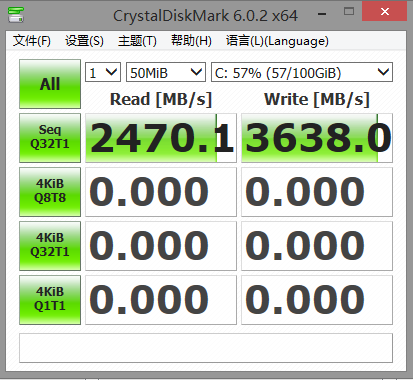 CrystalDiskMark 6.0.2 x64
文件(F) 设置(S) 主题(T) 帮助(H) 语言(L)(Language)
All
1 50MiB C: 57% (57/100GiB)
Read [MB/s] Write [MB/s]
Seq
Q32T1
2470.1 3638.0
4KiB
Q8T8
0.000 0.000
4KiB
Q32T1
0.000 0.000
4KiB
Q1T1
0.000 0.000